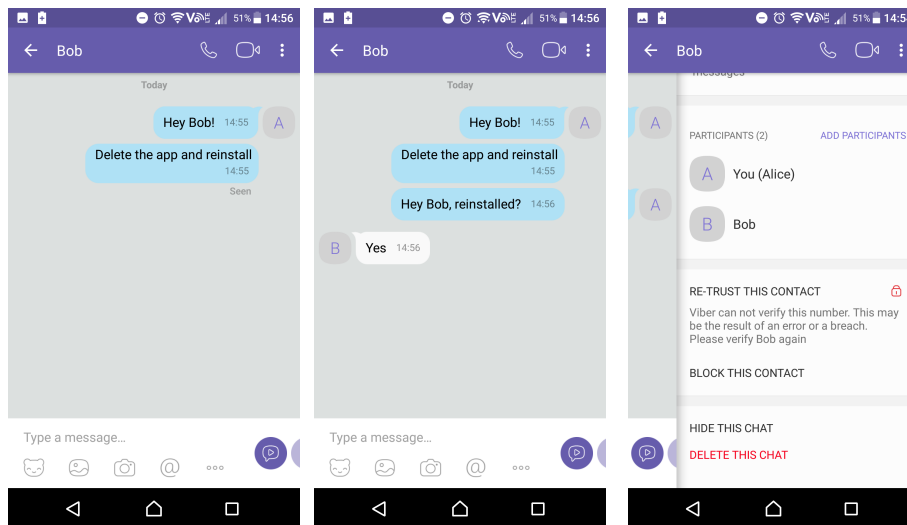 51% 14:56
Bob
Today
Hey Bob! 14:55
A
Delete the app and reinstall
14:55
Seen
Type a message...
51% 14:56
Bob
Today
Hey Bob! 14:55
A
Delete the app and reinstall
14:55
Hey Bob, reinstalled? 14:56
B
Yes 14:56
Type a message...
51% 14:5
Bob
messages
A
PARTICIPANTS (2) ADD PARTICIPANTS
A You (Alice)
A
B Bob
RE-TRUST THIS CONTACT
Viber can not verify this number. This may
be the result of an error or a breach.
Please verify Bob again
BLOCK THIS CONTACT
HIDE THIS CHAT
DELETE THIS CHAT